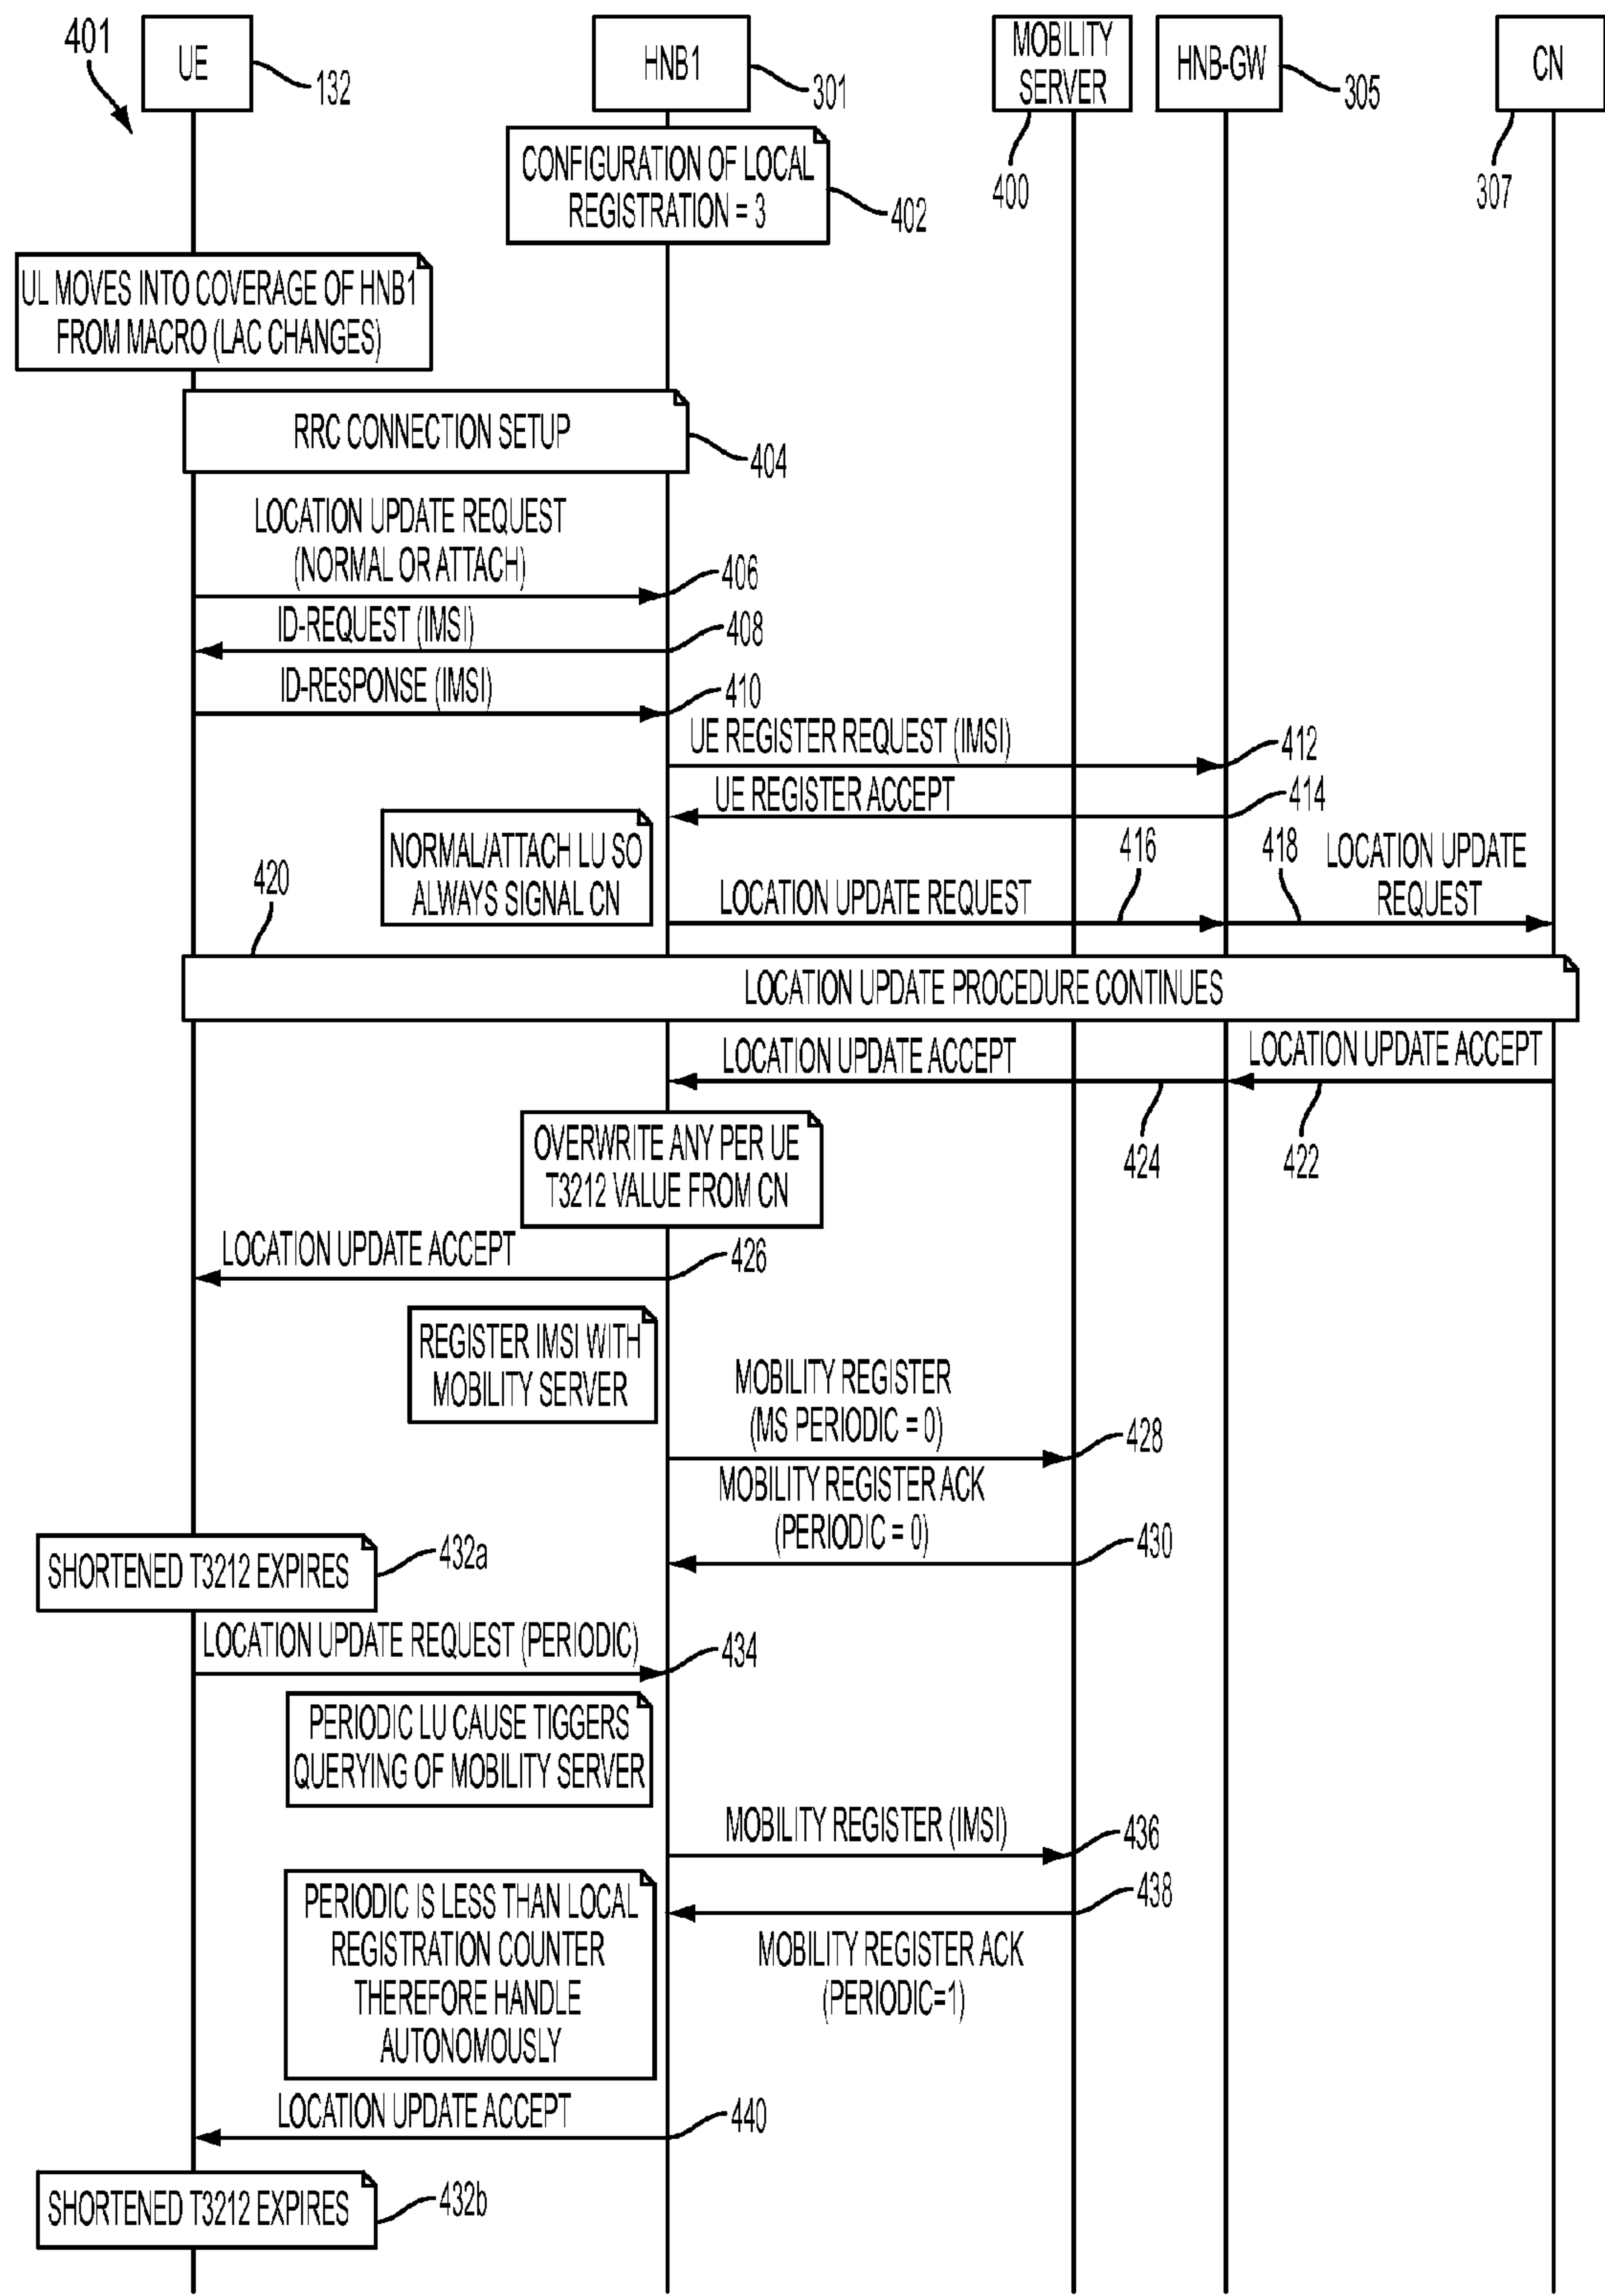 401
UE
132
HNB1
301
MOBILITY
SERVER
400
HNB-GW
305
CN
307
CONFIGURATION OF LOCAL
REGISTRATION = 3
402
UL MOVES INTO COVERAGE OF HNB1
FROM MACRO (LAC CHANGES)
RRC CONNECTION SETUP
404
LOCATION UPDATE REQUEST
(NORMAL OR ATTACH)
406
ID-REQUEST (IMSI)
408
ID-RESPONSE (IMSI)
410
UE REGISTER REQUEST (IMSI)
412
UE REGISTER ACCEPT
414
NORMAL/ATTACH LU SO
ALWAYS SIGNAL CN
LOCATION UPDATE REQUEST
416
418
LOCATION UPDATE
REQUEST
420
LOCATION UPDATE PROCEDURE CONTINUES
LOCATION UPDATE ACCEPT
LOCATION UPDATE ACCEPT
424
422
OVERWRITE ANY PER UE
T3212 VALUE FROM CN
LOCATION UPDATE ACCEPT
426
REGISTER IMSI WITH
MOBILITY SERVER
MOBILITY REGISTER
(MS PERIODIC = 0)
428
MOBILITY REGISTER ACK
(PERIODIC = 0)
430
SHORTENED T3212 EXPIRES
432a
LOCATION UPDATE REQUEST (PERIODIC)
434
PERIODIC LU CAUSE TIGGERS
QUERYING OF MOBILITY SERVER
MOBILITY REGISTER (IMSI)
436
438
PERIODIC IS LESS THAN LOCAL
REGISTRATION COUNTER
THEREFORE HANDLE
AUTONOMOUSLY
MOBILITY REGISTER ACK
(PERIODIC=1)
LOCATION UPDATE ACCEPT
440
SHORTENED T3212 EXPIRES
432b